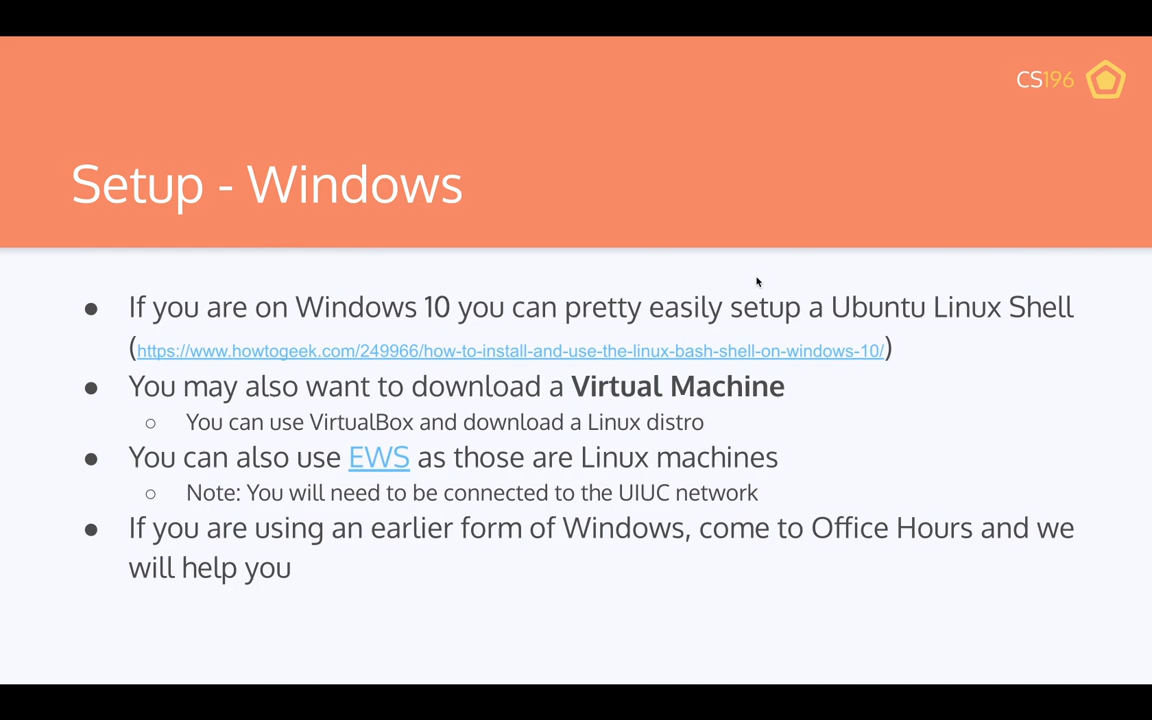 CS196
Setup - Windows
● If you are on Windows 10 you can pretty easily setup a Ubuntu Linux Shell
(https://www.howtogeek.com/249966/how-to-install-and-use-the-linux-bash-shell-on-windows-10/)
● You may also want to download a Virtual Machine
○ You can use VirtualBox and download a Linux distro
● You can also use EWS as those are Linux machines
○ Note: You will need to be connected to the UIUC network
● If you are using an earlier form of Windows, come to Office Hours and we
will help you